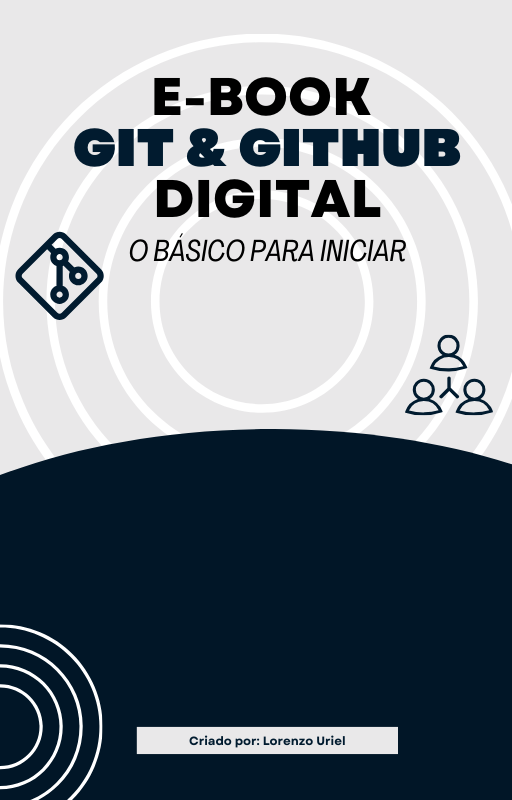 E-BOOK
GIT & GITHUB
DIGITAL
O BÁSICO PARA INICIAR
Criado por: Lorenzo Uriel